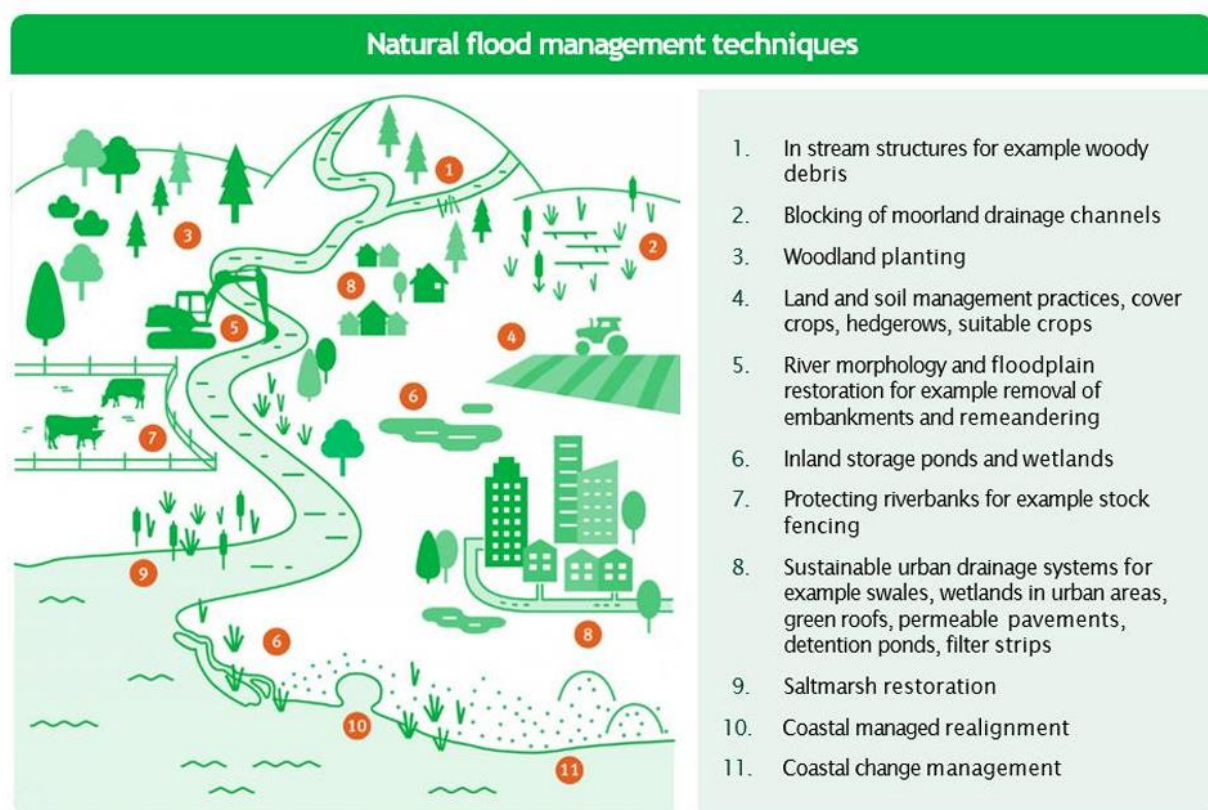 Natural flood management techniques
1
3
2
8
5
4
6
7
9
6
8
10
11
1. In stream structures for example woody
debris
2. Blocking of moorland drainage channels
3. Woodland planting
4. Land and soil management practices, cover
crops, hedgerows, suitable crops
5. River morphology and floodplain
restoration for example removal of
embankments and remeandering
6. Inland storage ponds and wetlands
7. Protecting riverbanks for example stock
fencing
8. Sustainable urban drainage systems for
example swales, wetlands in urban areas,
green roofs, permeable pavements,
detention ponds, filter strips
9. Saltmarsh restoration
10. Coastal managed realignment
11. Coastal change management